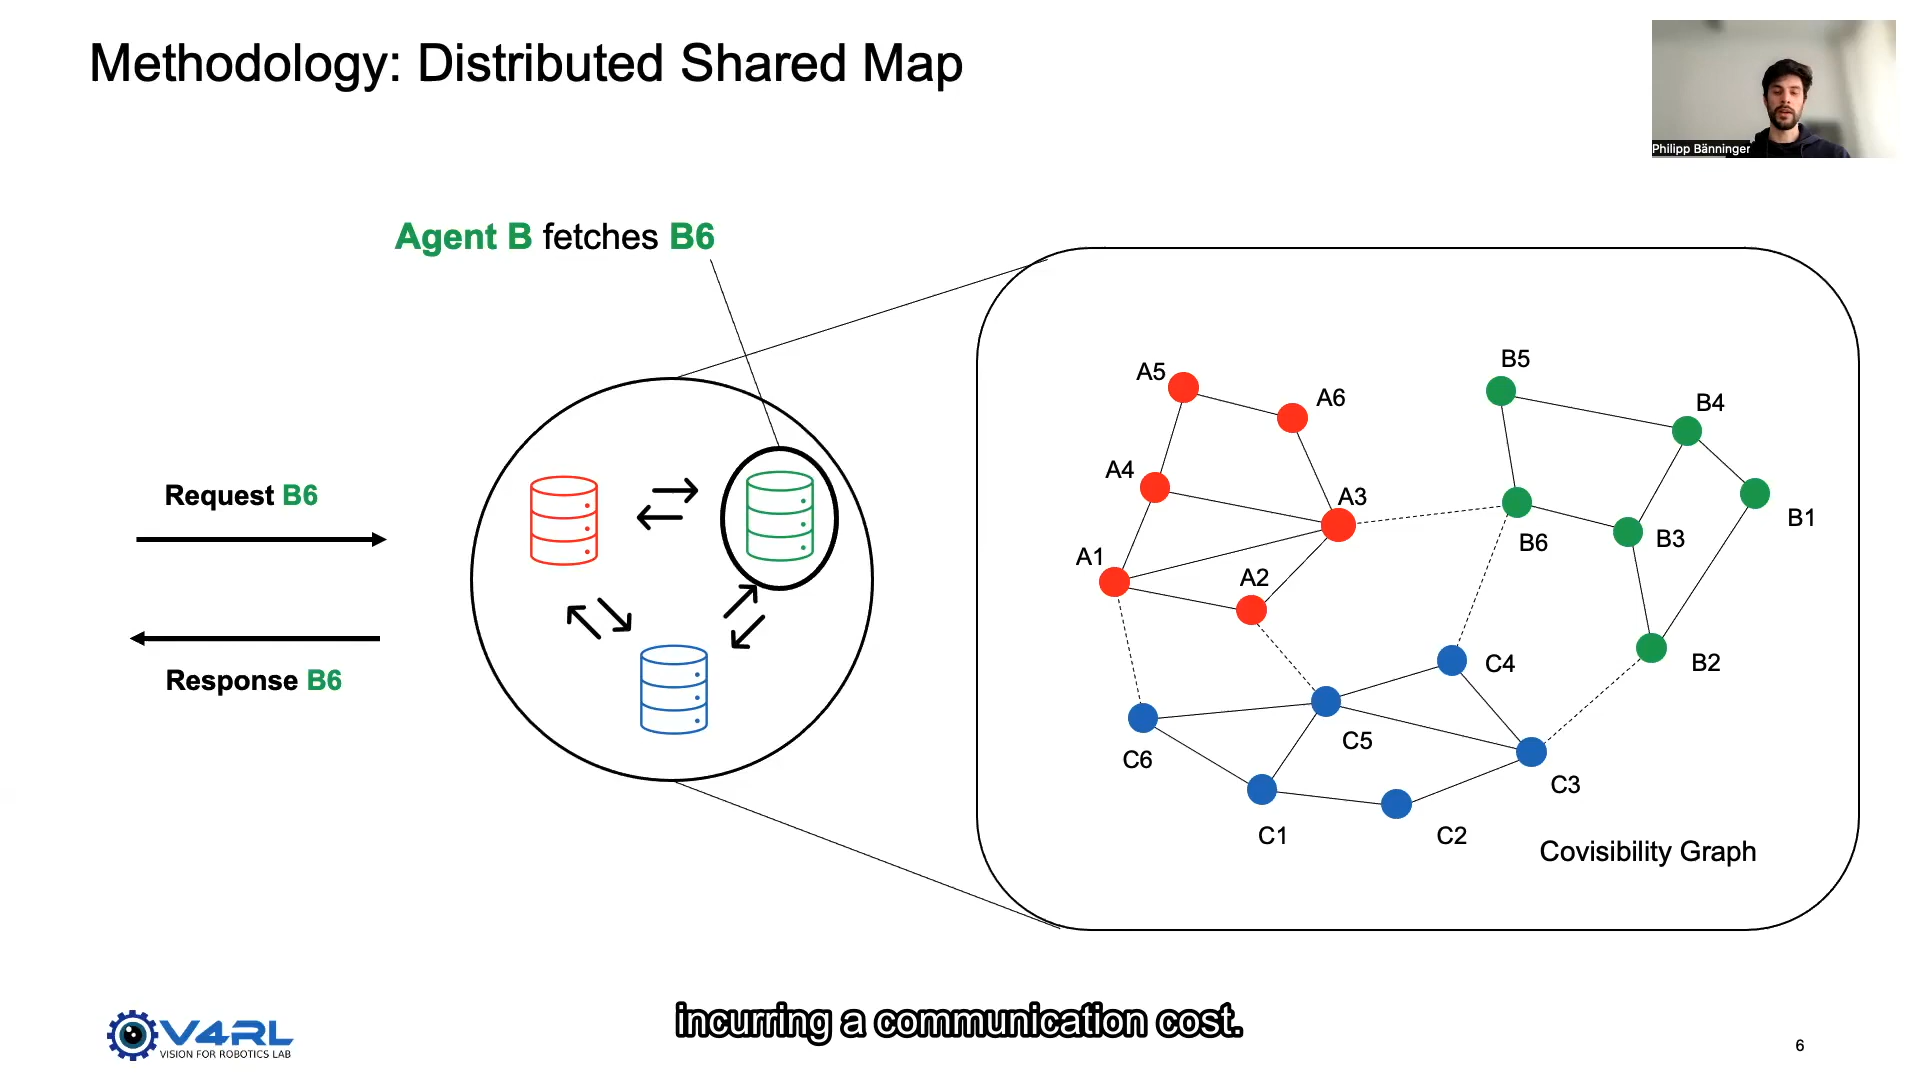 Methodology: Distributed Shared Map
Philipp Bänninger
Agent B fetches B6
Request B6
Response B6
A5
A6
A4
A3
A1
A2
B5
B4
B1
B6
B3
B2
C4
C5
C6
C3
C1
C2
Covisibility Graph
incurring a communication cost.
V4RL
VISION FOR ROBOTICS LAB
6